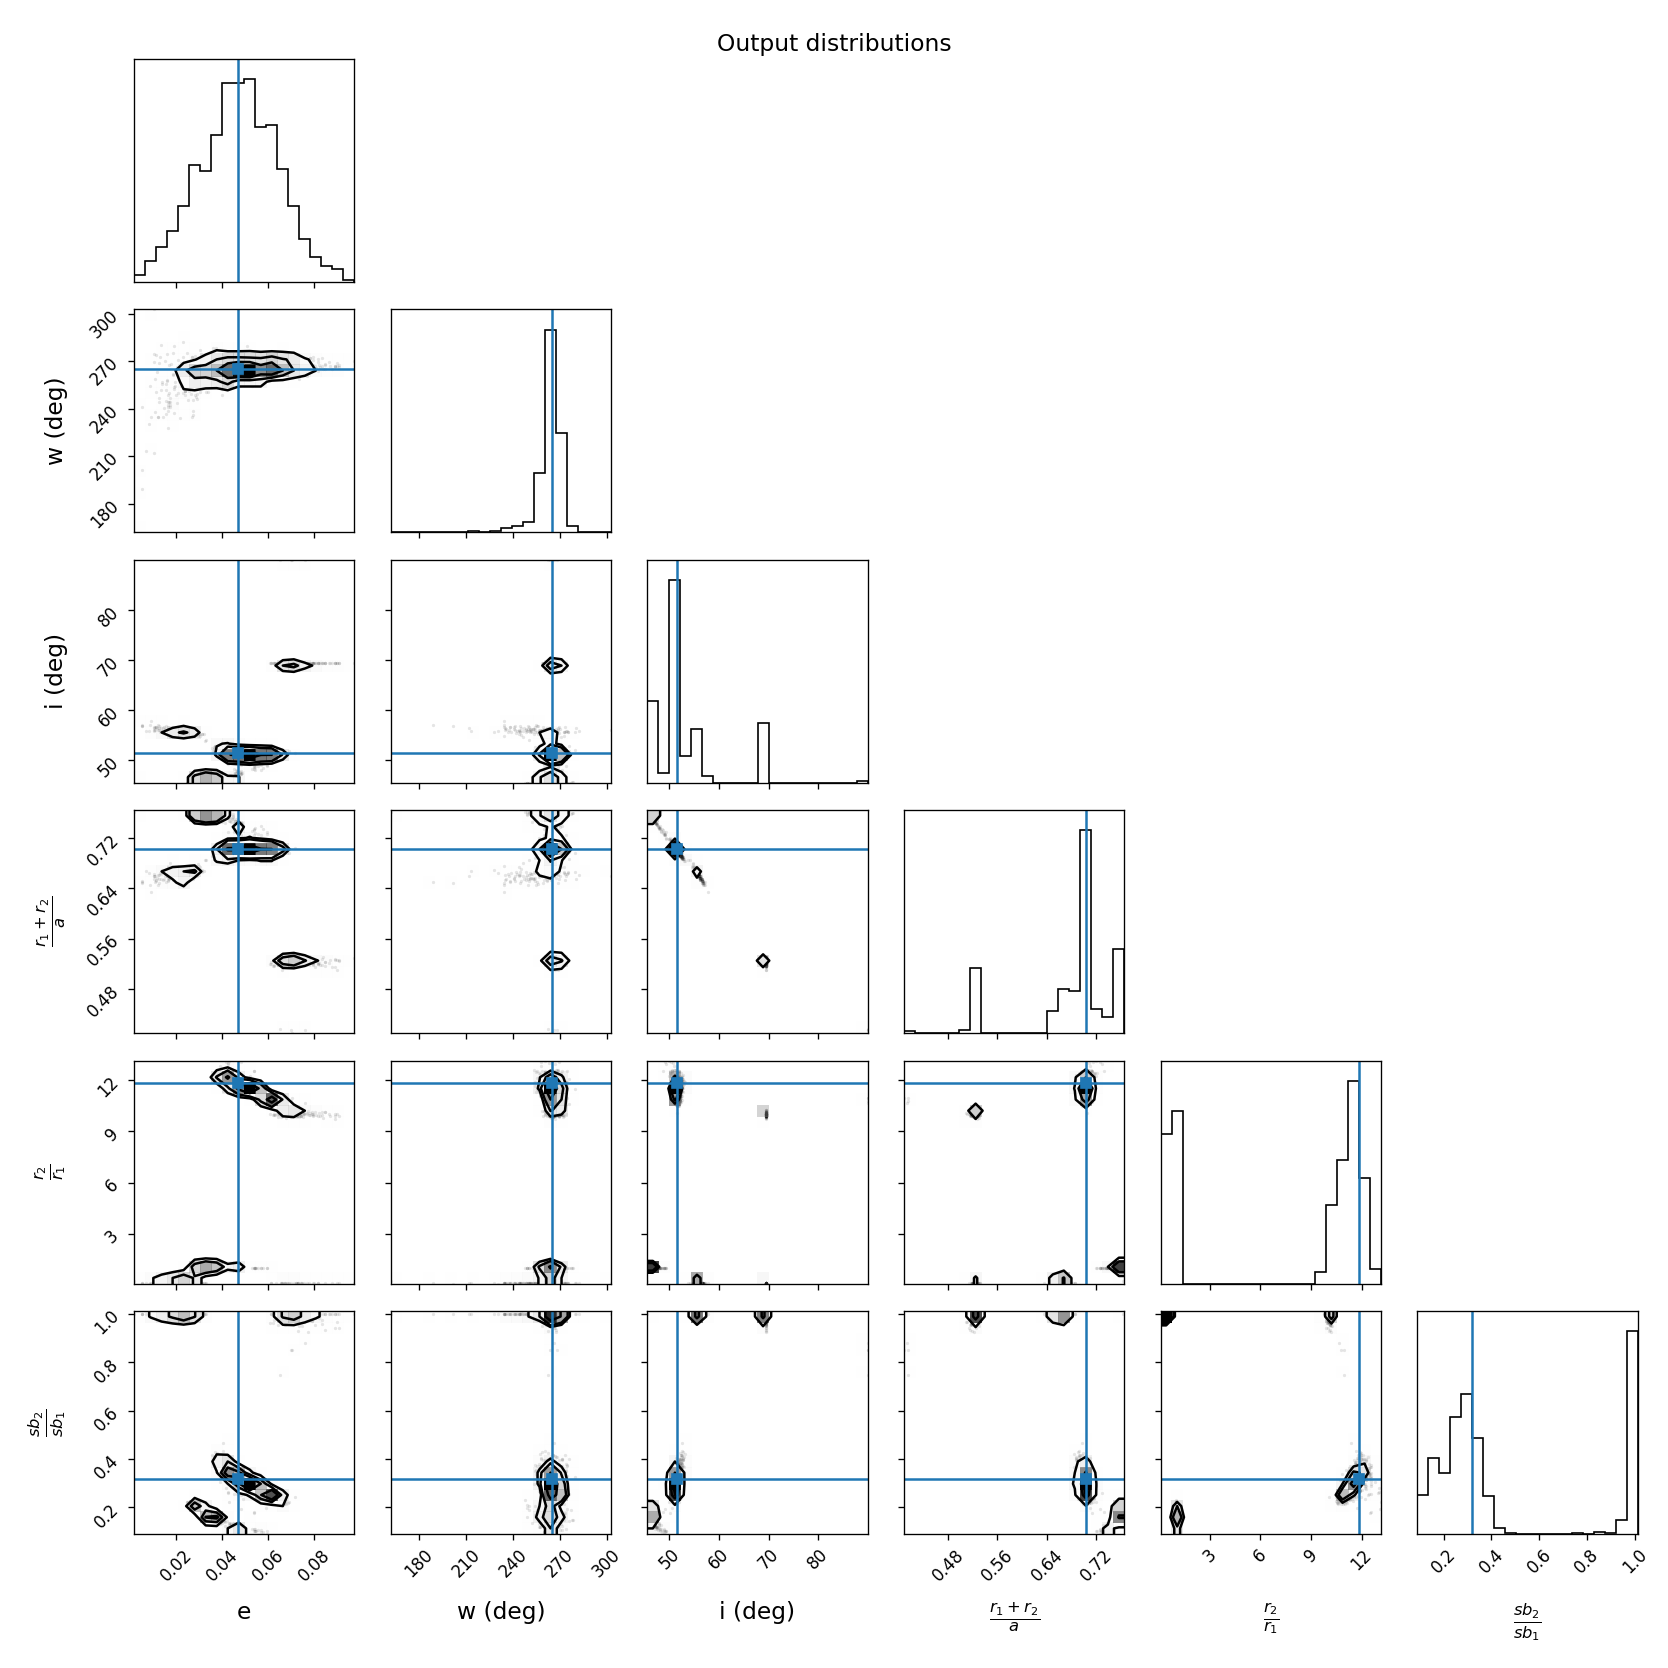 Output distributions
w (deg)
300
270
240
210
180
i (deg)
80
70
60
50
r₁ + r₂ / a
0.72
0.64
0.56
0.48
r₂ / r₁
12
9
6
3
sb₂ / sb₁
1.0
0.8
0.6
0.4
0.2
0.02 0.04 0.06 0.08 180 210 240 270 300 50 60 70 80 0.48 0.56 0.64 0.72 3 6 9 12 0.2 0.4 0.6 0.8 1.0
e w (deg) i (deg) r₁ + r₂ / a r₂ / r₁ sb₂ / sb₁